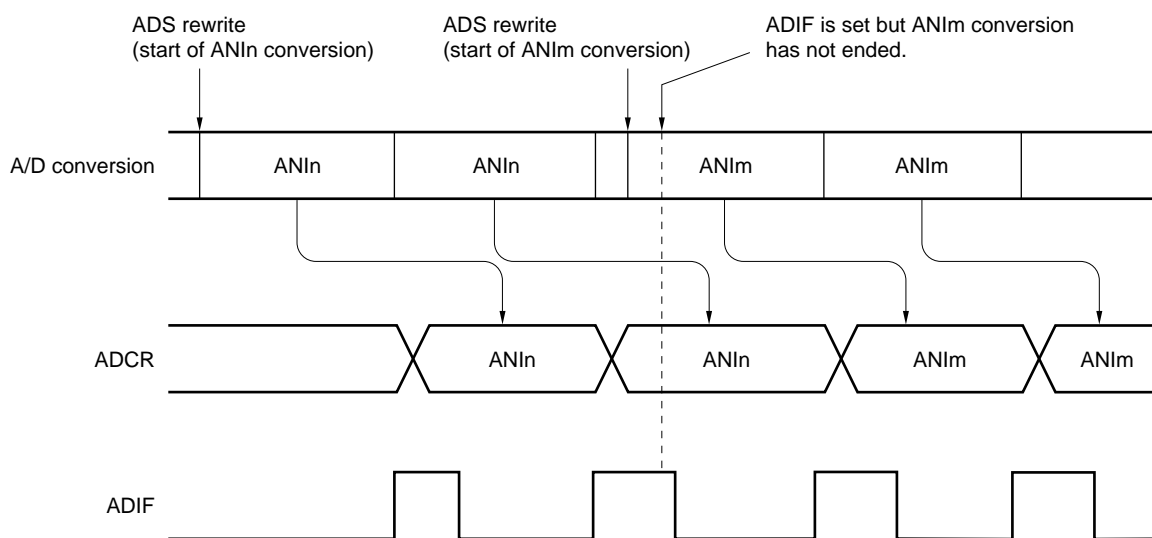 ADS rewrite
(start of ANIn conversion)
ADS rewrite
(start of ANIm conversion)
ADIF is set but ANIm conversion
has not ended.
A/D conversion
ANIn
ANIn
ANIm
ANIm
ADCR
ANIn
ANIn
ANIm
ANIm
ADIF